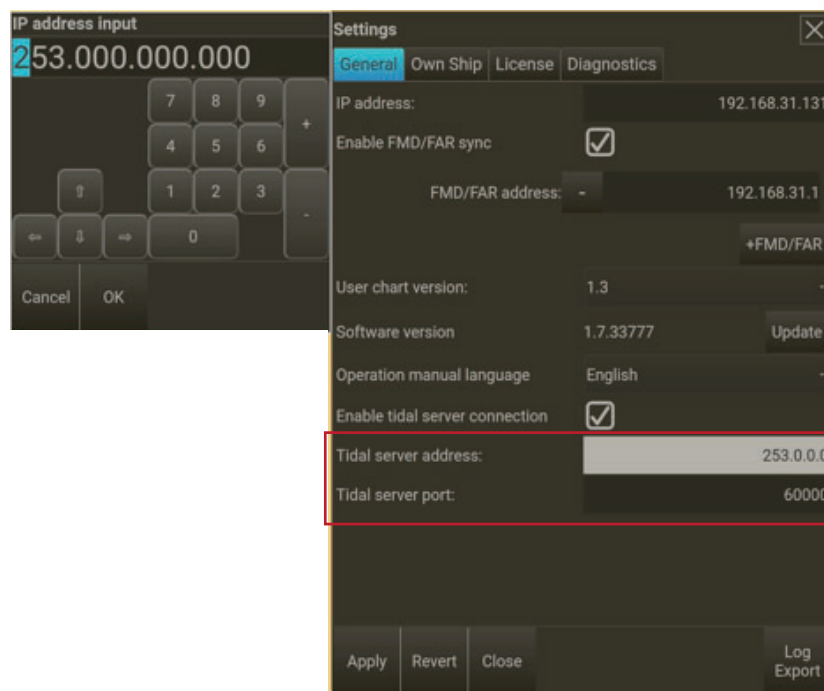 IP address input
253.000.000.000
7 8 9 +
4 5 6
⇧ 1 2 3 -
⇦ ⇩ ⇨ 0
Cancel OK
Settings
General Own Ship License Diagnostics
IP address: 192.168.31.131
Enable FMD/FAR sync
FMD/FAR address: - 192.168.31.1
+FMD/FAR
User chart version: 1.3
Software version 1.7.33777 Update
Operation manual language English
Enable tidal server connection
Tidal server address: 253.0.0.0
Tidal server port: 60000
Apply Revert Close Log
Export